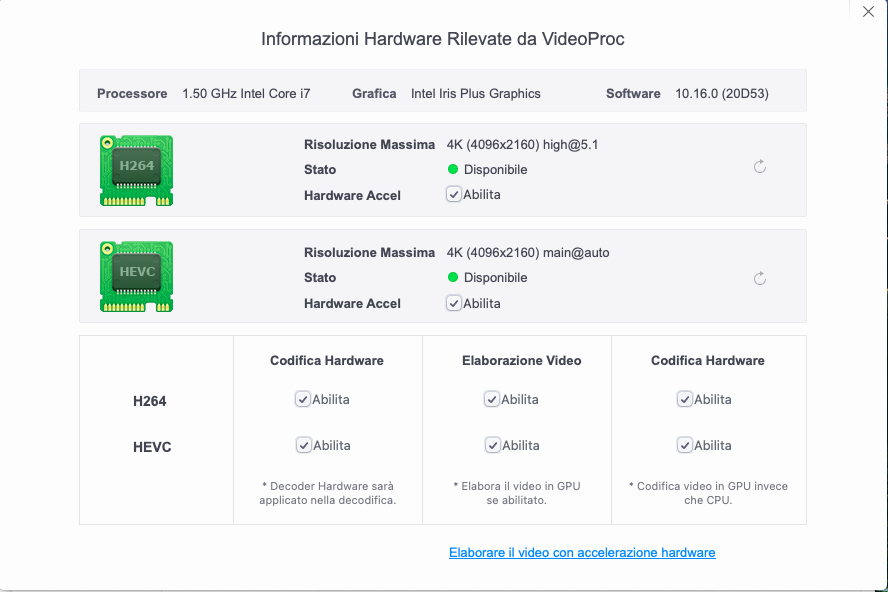 Informazioni Hardware Rilevate da VideoProc
Processore 1.50 GHz Intel Core i7 Grafica Intel Iris Plus Graphics Software 10.16.0 (20D53)
H264
Risoluzione Massima 4K (4096x2160) high@5.1
Stato Disponibile
Hardware Accel Abilita
HEVC
Risoluzione Massima 4K (4096x2160) main@auto
Stato Disponibile
Hardware Accel Abilita
Codifica Hardware Elaborazione Video Codifica Hardware
H264 Abilita Abilita Abilita
HEVC Abilita Abilita Abilita
* Decoder Hardware sarà
applicato nella decodifica.
* Elabora il video in GPU
se abilitato.
* Codifica video in GPU invece
che CPU.
Elaborare il video con accelerazione hardware